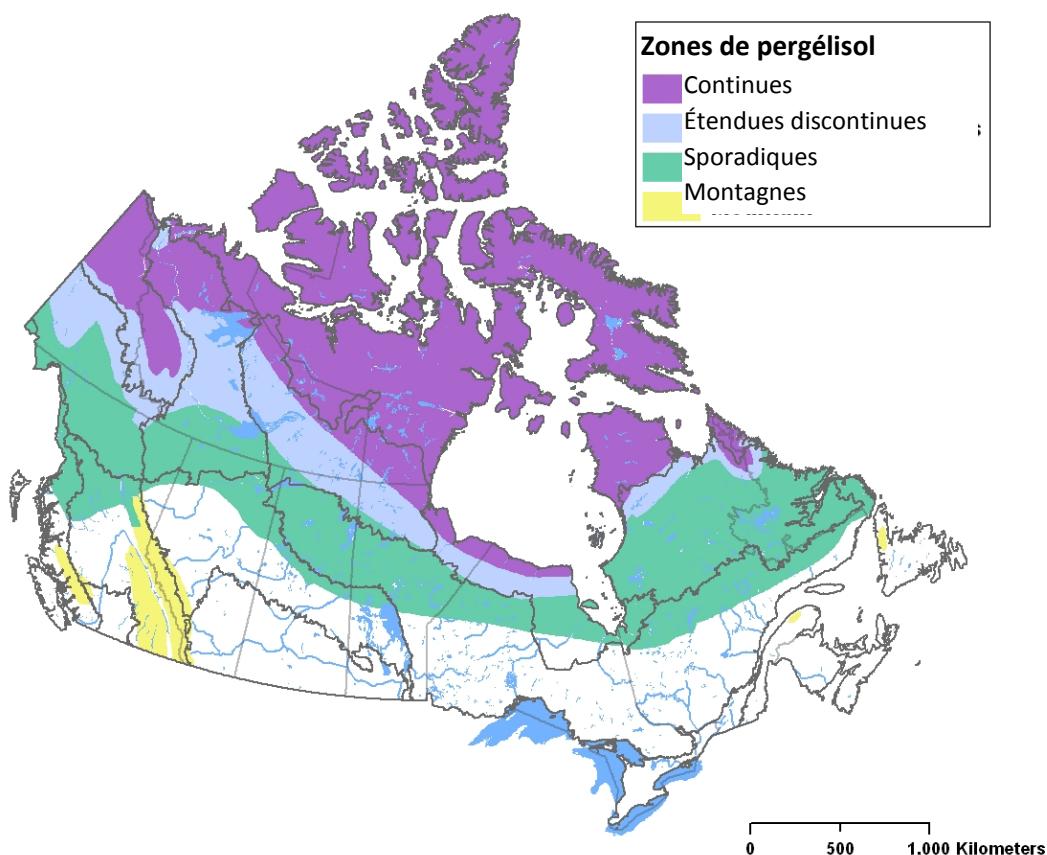 Zones de pergélisol
Continues
Étendues discontinues
Sporadiques
Montagnes
0 500 1.000 Kilometers